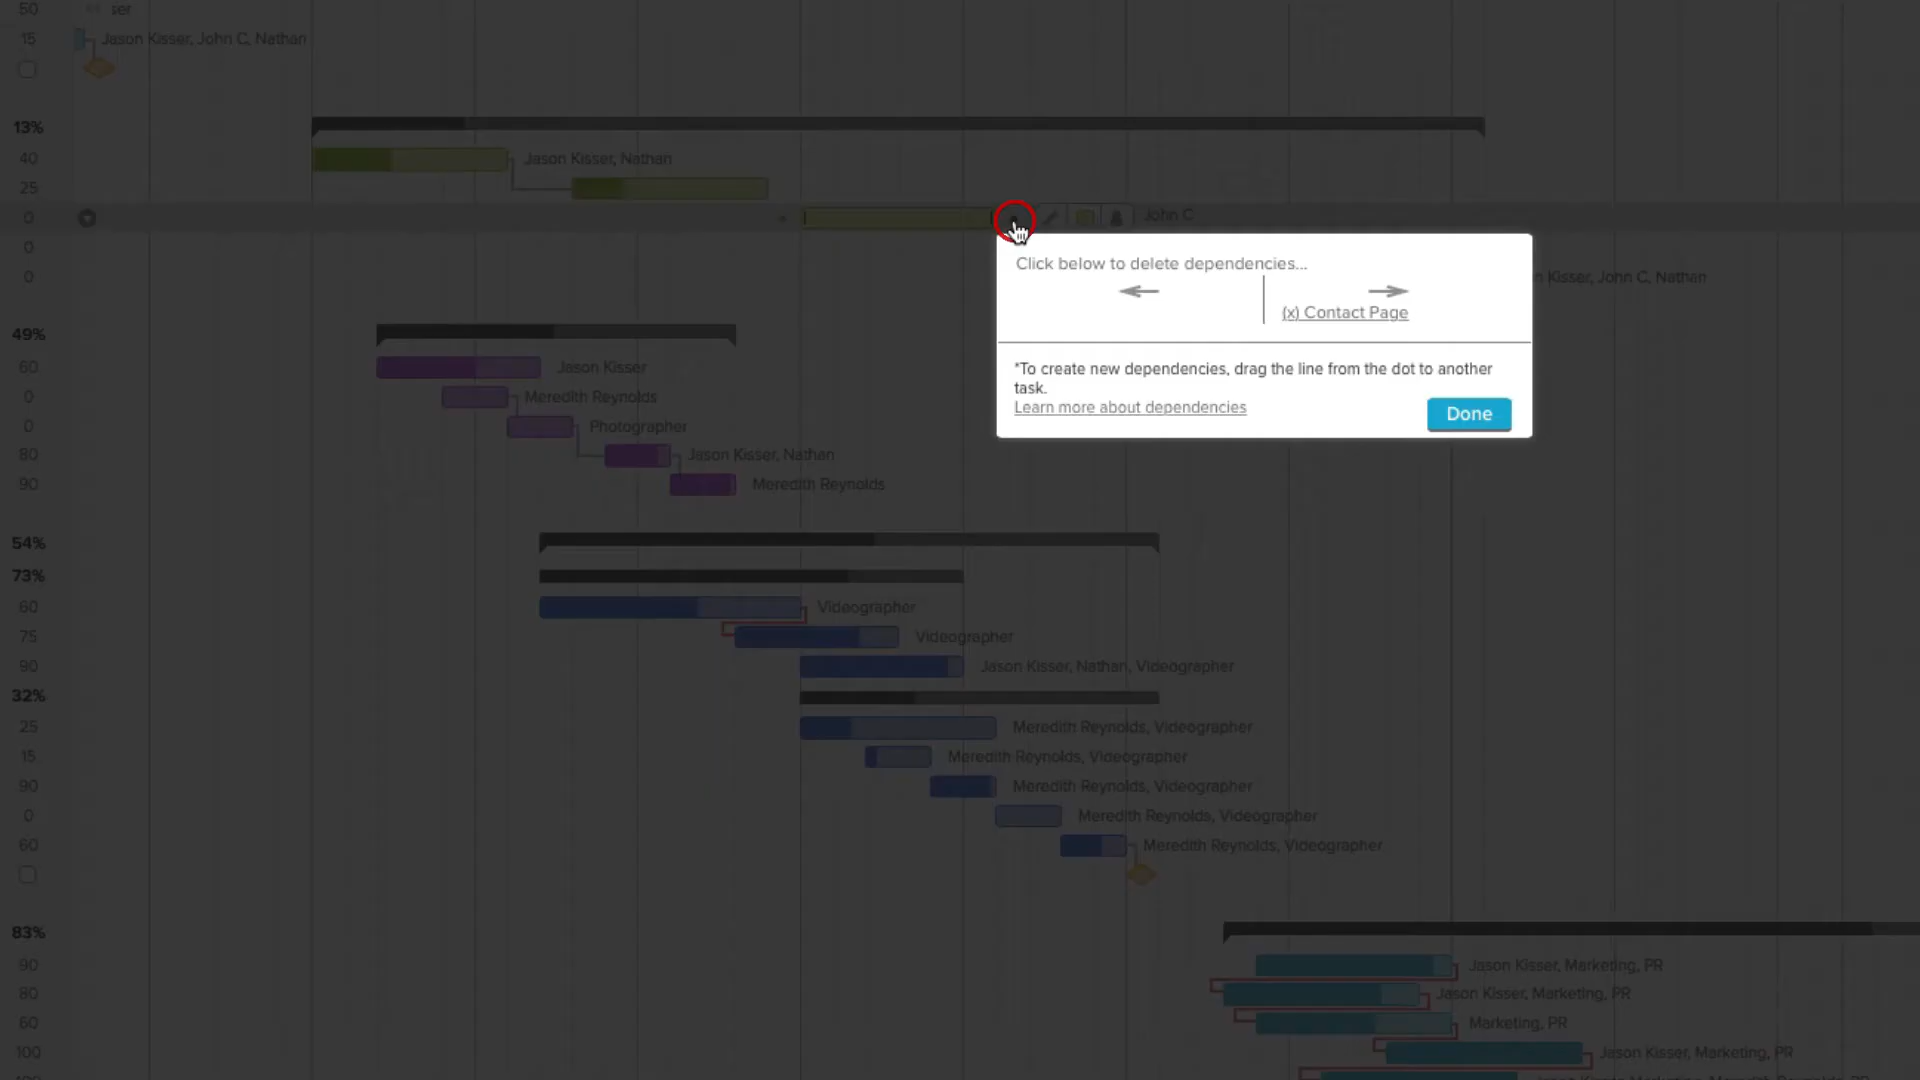 50 ser
15 Jason Kisser, John C, Nathan
13%
40 Jason Kisser, Nathan
25
0 John C
0
Click below to delete dependencies...
0 Kisser, John C, Nathan
(x) Contact Page
49%
60 Jason Kisser
*To create new dependencies, drag the line from the dot to another
task.
0 Meredith Reynolds
Learn more about dependencies
Done
0 Photographer
80 Jason Kisser, Nathan
90 Meredith Reynolds
54%
73%
60 Videographer
75 Videographer
90 Jason Kisser, Nathan, Videographer
32%
25 Meredith Reynolds, Videographer
15 Meredith Reynolds, Videographer
90 Meredith Reynolds, Videographer
0 Meredith Reynolds, Videographer
60 Meredith Reynolds, Videographer
83%
90 Jason Kisser, Marketing, PR
80 Jason Kisser, Marketing, PR
60 Marketing, PR
100 Jason Kisser, Marketing, PR